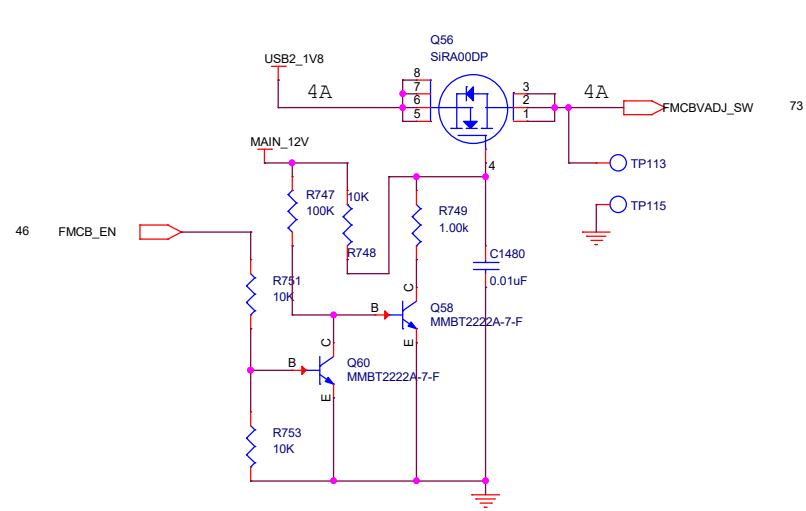 Q56
SiRA00DP
USB2_1V8
8
7
6
5
4A
3
2
1
4A
FMCBVADJ_SW
73
MAIN_12V
4
TP113
R747
100K
10K
R748
R749
1.00k
TP115
46
FMCB_EN
C1480
0.01uF
R751
10K
C
B
E
Q58
MMBT2222A-7-F
C
B
E
Q60
MMBT2222A-7-F
R753
10K